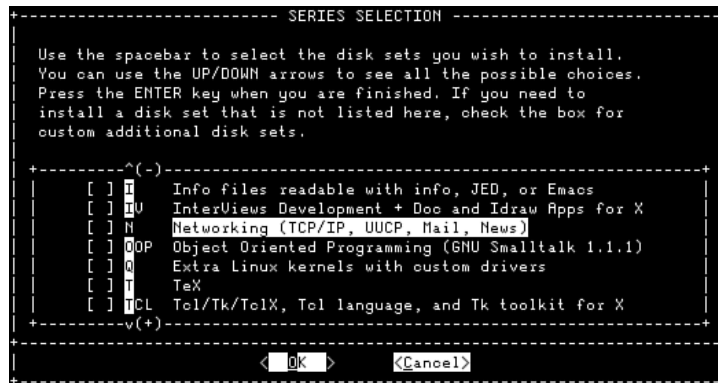 SERIES SELECTION
Use the spacebar to select the disk sets you wish to install.
You can use the UP/DOWN arrows to see all the possible choices.
Press the ENTER key when you are finished. If you need to
install a disk set that is not listed here, check the box for
custom additional disk sets.
^(-)
[ ] I Info files readable with info, JED, or Emacs
[ ] IV InterViews Development + Doc and Idraw Apps for X
[ ] N Networking (TCP/IP, UUCP, Mail, News)
[ ] OOP Object Oriented Programming (GNU Smalltalk 1.1.1)
[ ] Q Extra Linux kernels with custom drivers
[ ] T TeX
[ ] TCL Tcl/Tk/TclX, Tcl language, and Tk toolkit for X
v(+)
< OK > <Cancel>